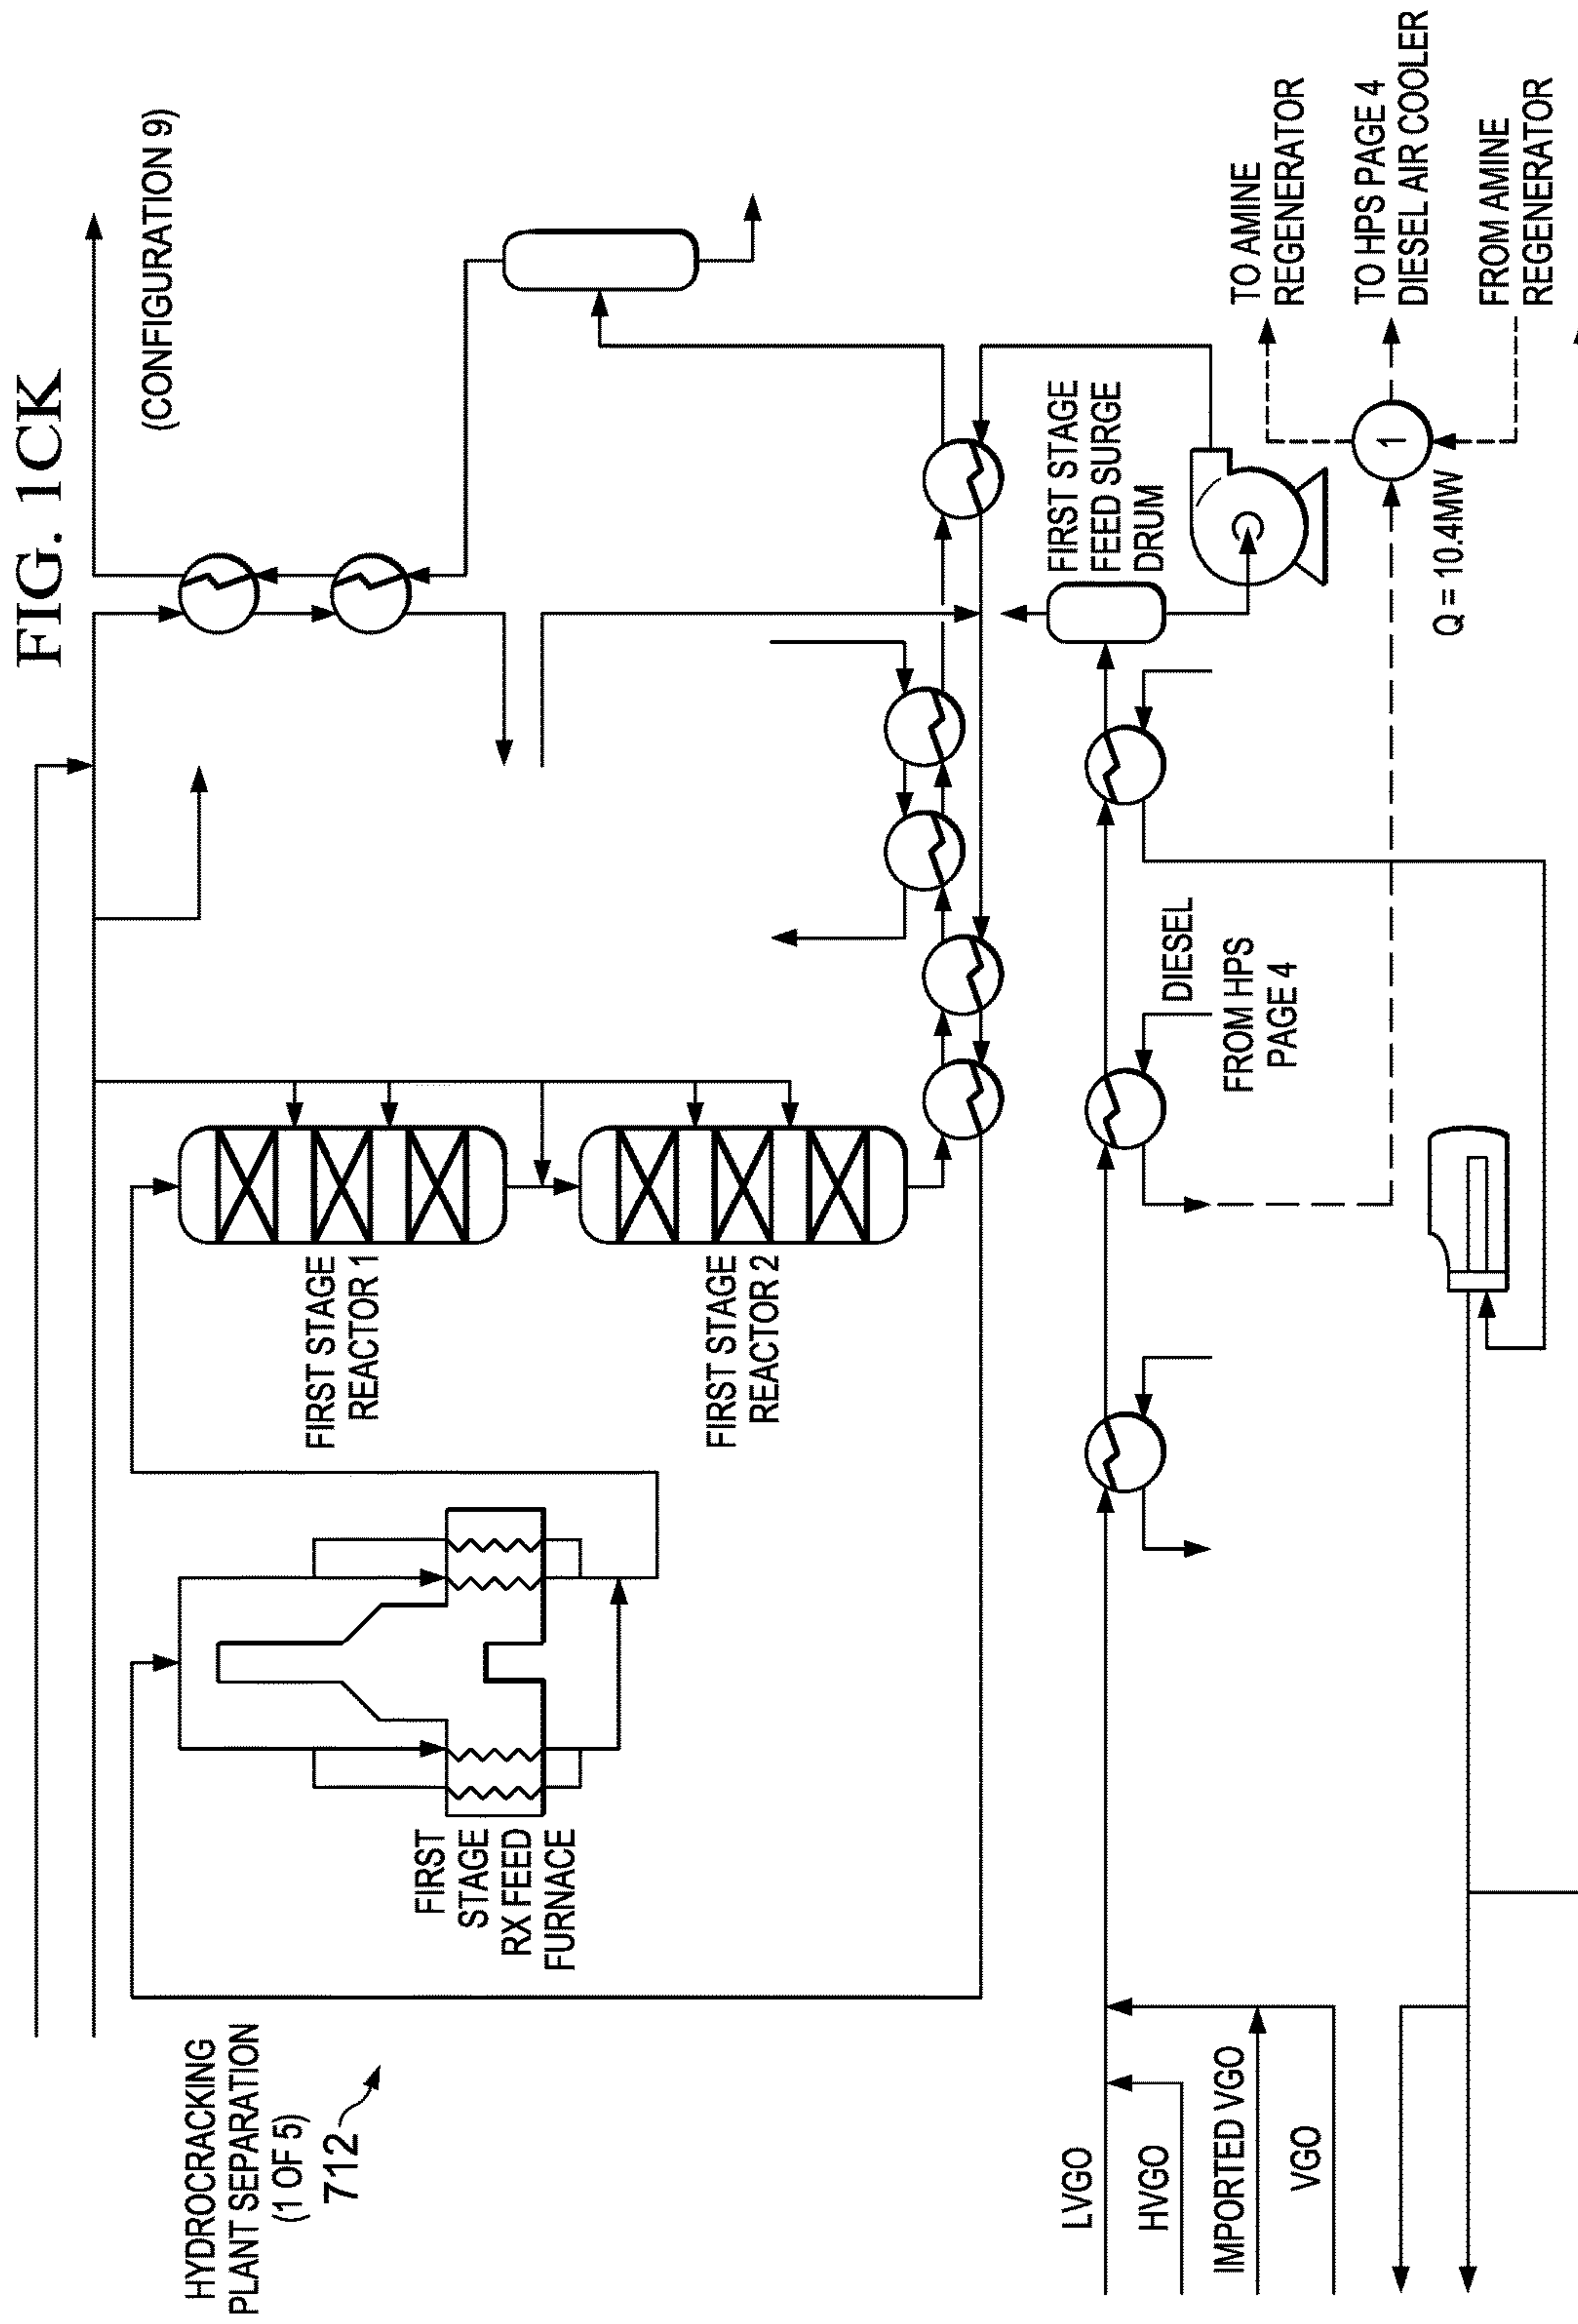 FIG. 1CK
(CONFIGURATION 9)
HYDROCRACKING
PLANT SEPARATION
(1 OF 5)
712
FIRST
STAGE
RX FEED
FURNACE
FIRST STAGE
REACTOR 1
FIRST STAGE
REACTOR 2
FIRST STAGE
FEED SURGE
DRUM
LVGO
HVGO
IMPORTED VGO
VGO
DIESEL
FROM HPS
PAGE 4
Q = 10.4MW
1
TO AMINE
REGENERATOR
TO HPS PAGE 4
DIESEL AIR COOLER
FROM AMINE
REGENERATOR